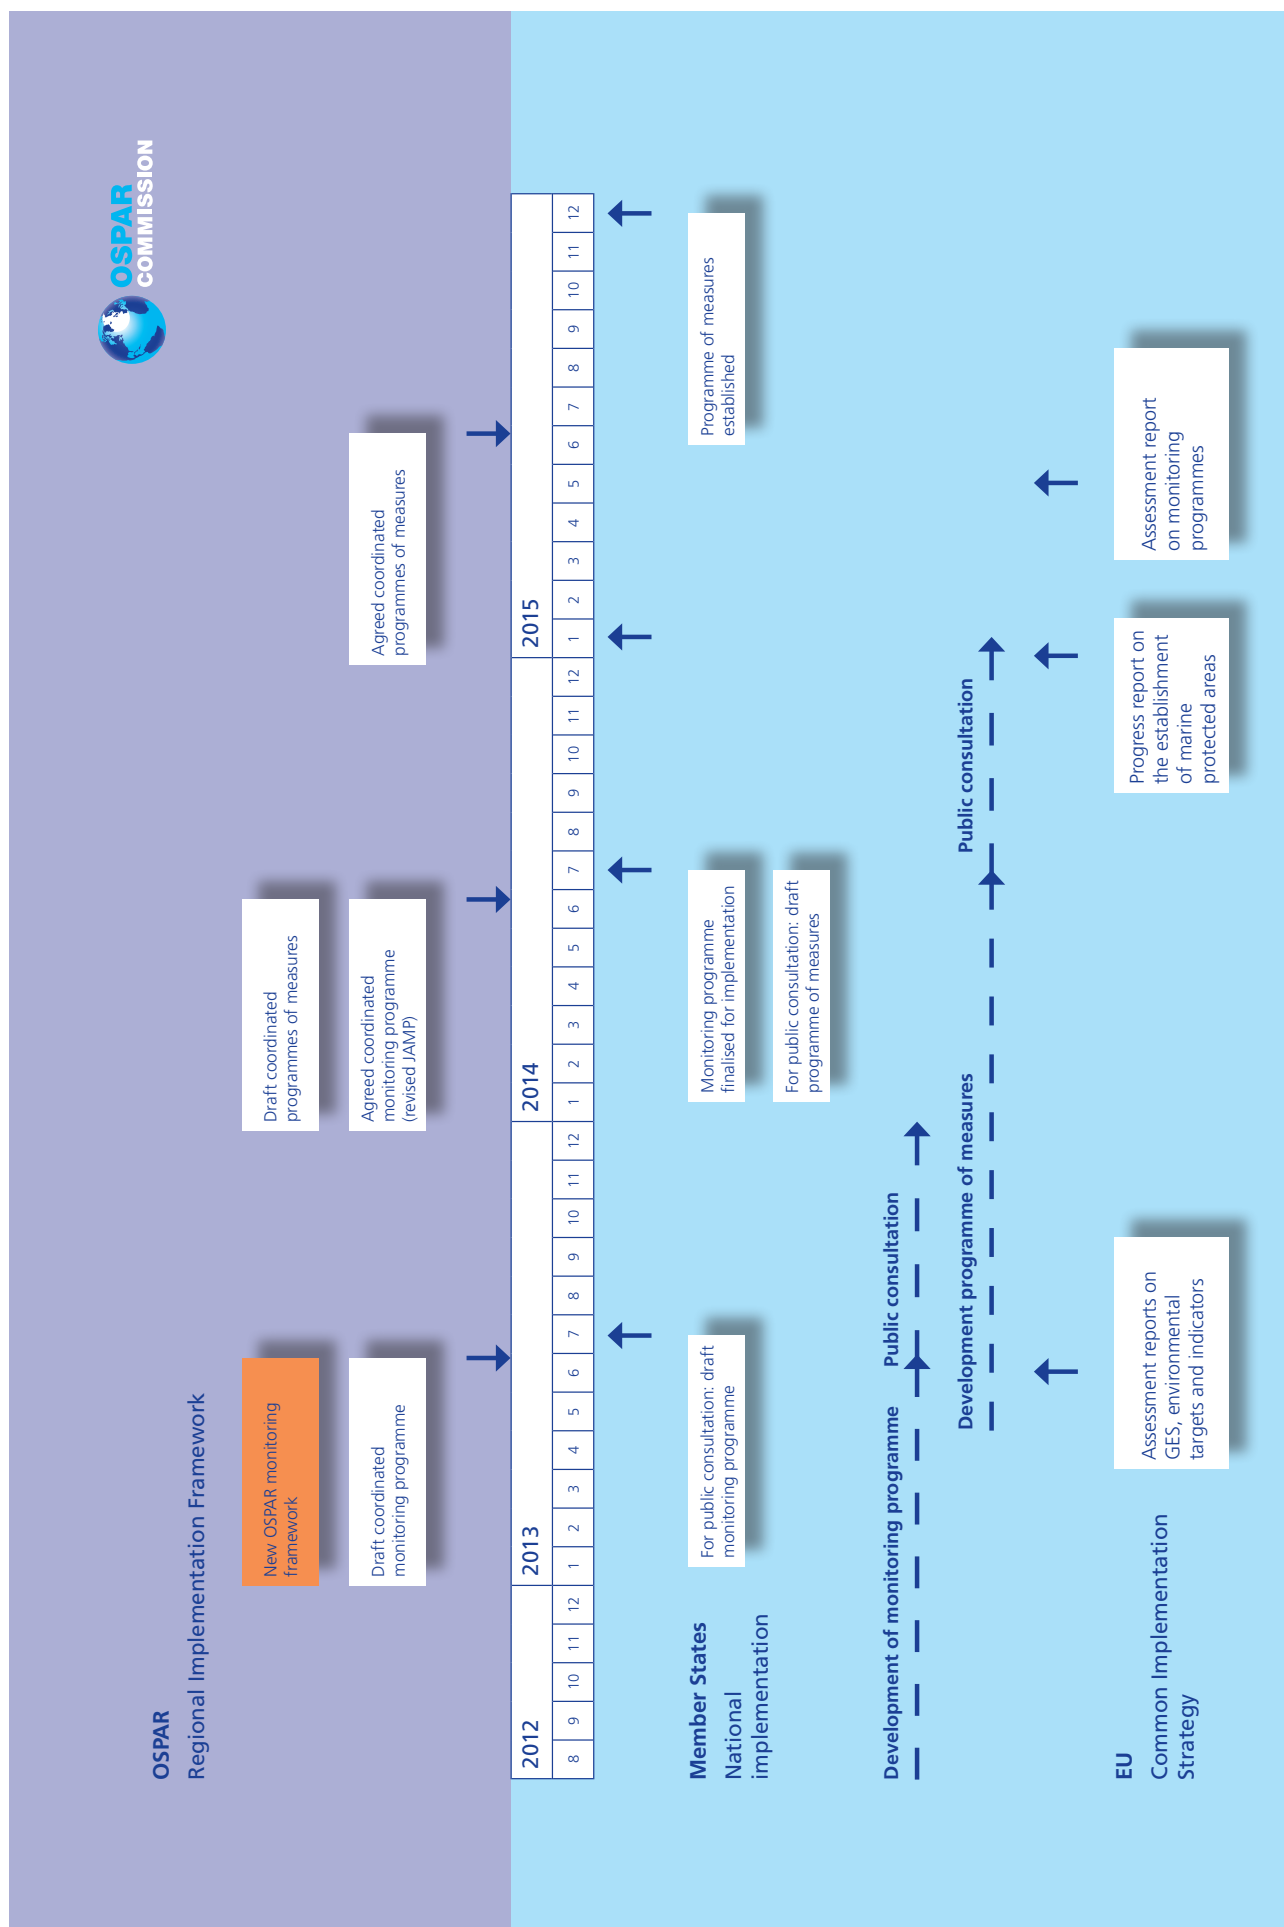 OSPAR
COMMISSION
OSPAR
Regional Implementation Framework
New OSPAR monitoring
framework
Draft coordinated
monitoring programme
Draft coordinated
programmes of measures
Agreed coordinated
monitoring programme
(revised JAMP)
Agreed coordinated
programmes of measures
2012
2013
2014
2015
8 9 10 11 12 1 2 3 4 5 6 7 8 9 10 11 12 1 2 3 4 5 6 7 8 9 10 11 12 1 2 3 4 5 6 7 8 9 10 11 12
Member States
National
implementation
For public consultation: draft
monitoring programme
Monitoring programme
finalised for implementation
For public consultation: draft
programme of measures
Programme of measures
established
Development of monitoring programme
Public consultation
Development programme of measures
Public consultation
EU
Common Implementation
Strategy
Assessment reports on
GES, environmental
targets and indicators
Progress report on
the establishment
of marine
protected areas
Assessment report
on monitoring
programmes